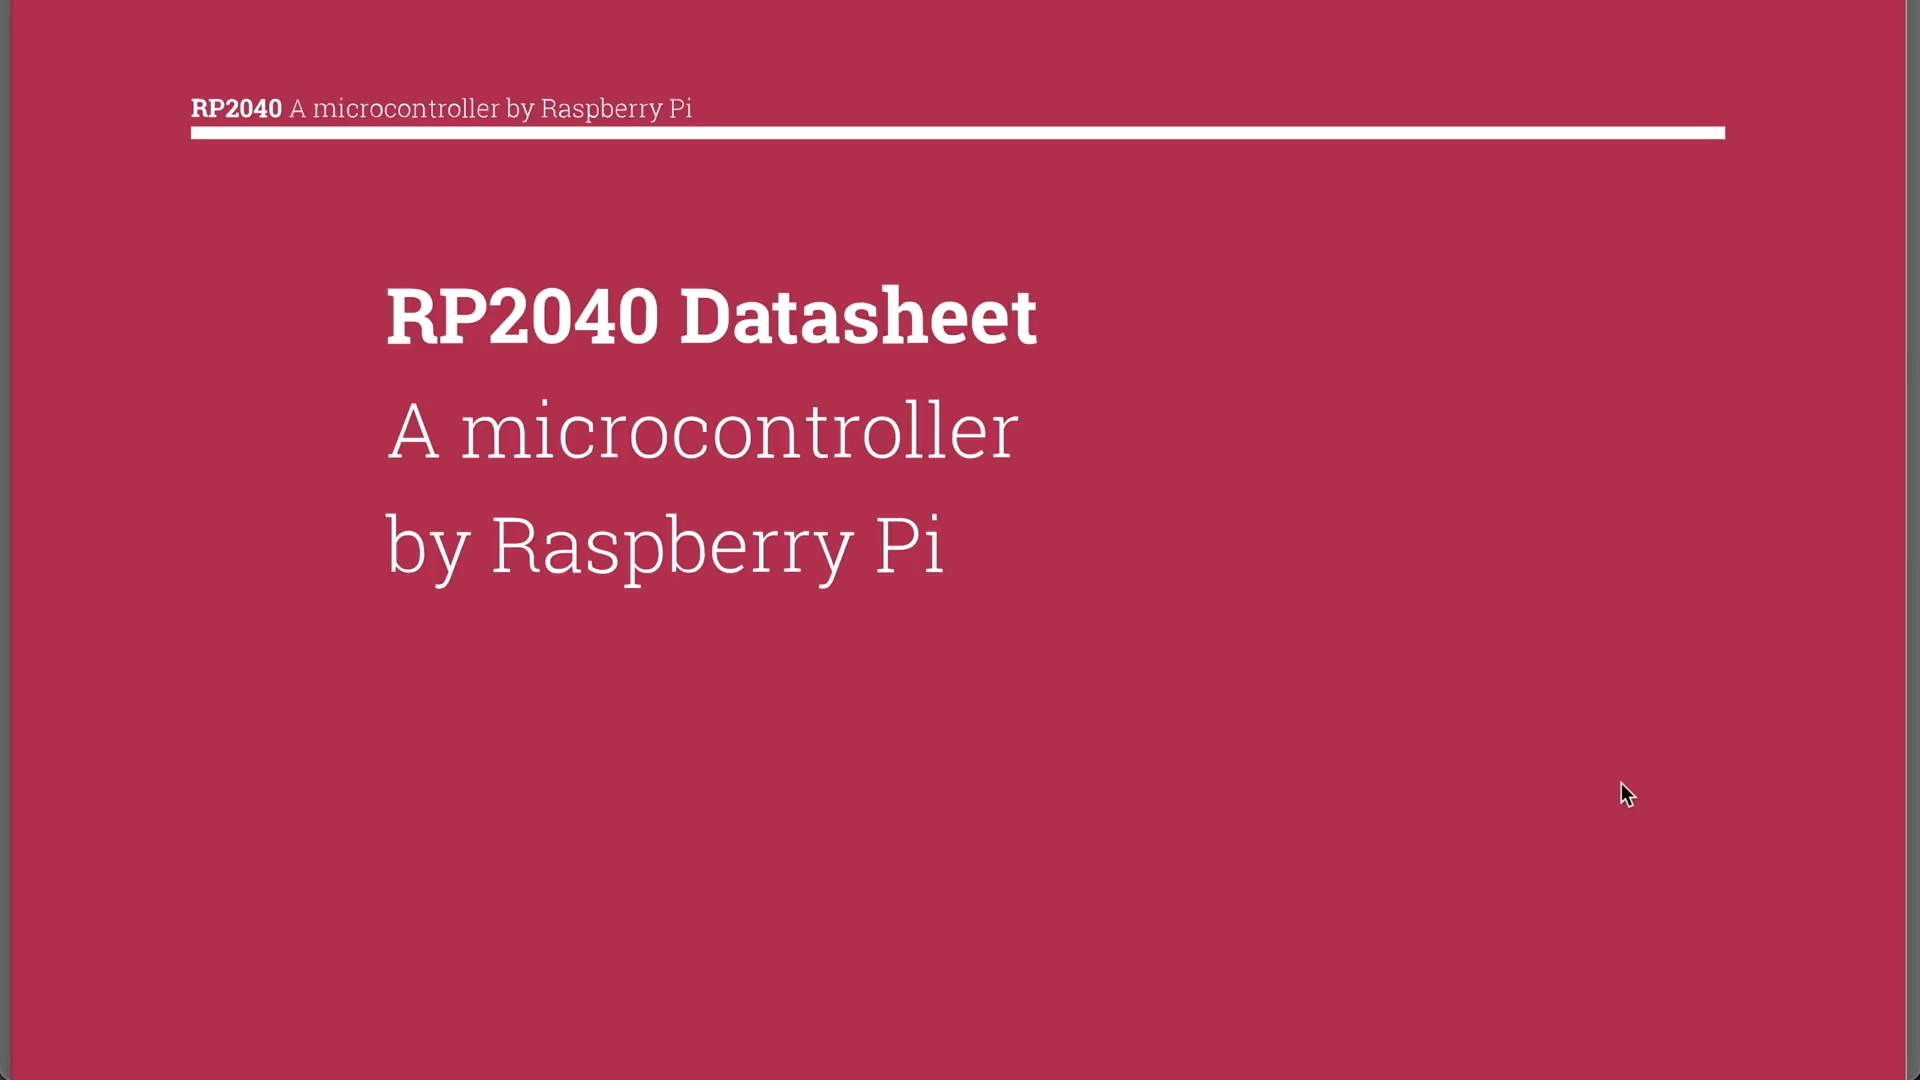 RP2040 A microcontroller by Raspberry Pi
RP2040 Datasheet
A microcontroller
by Raspberry Pi